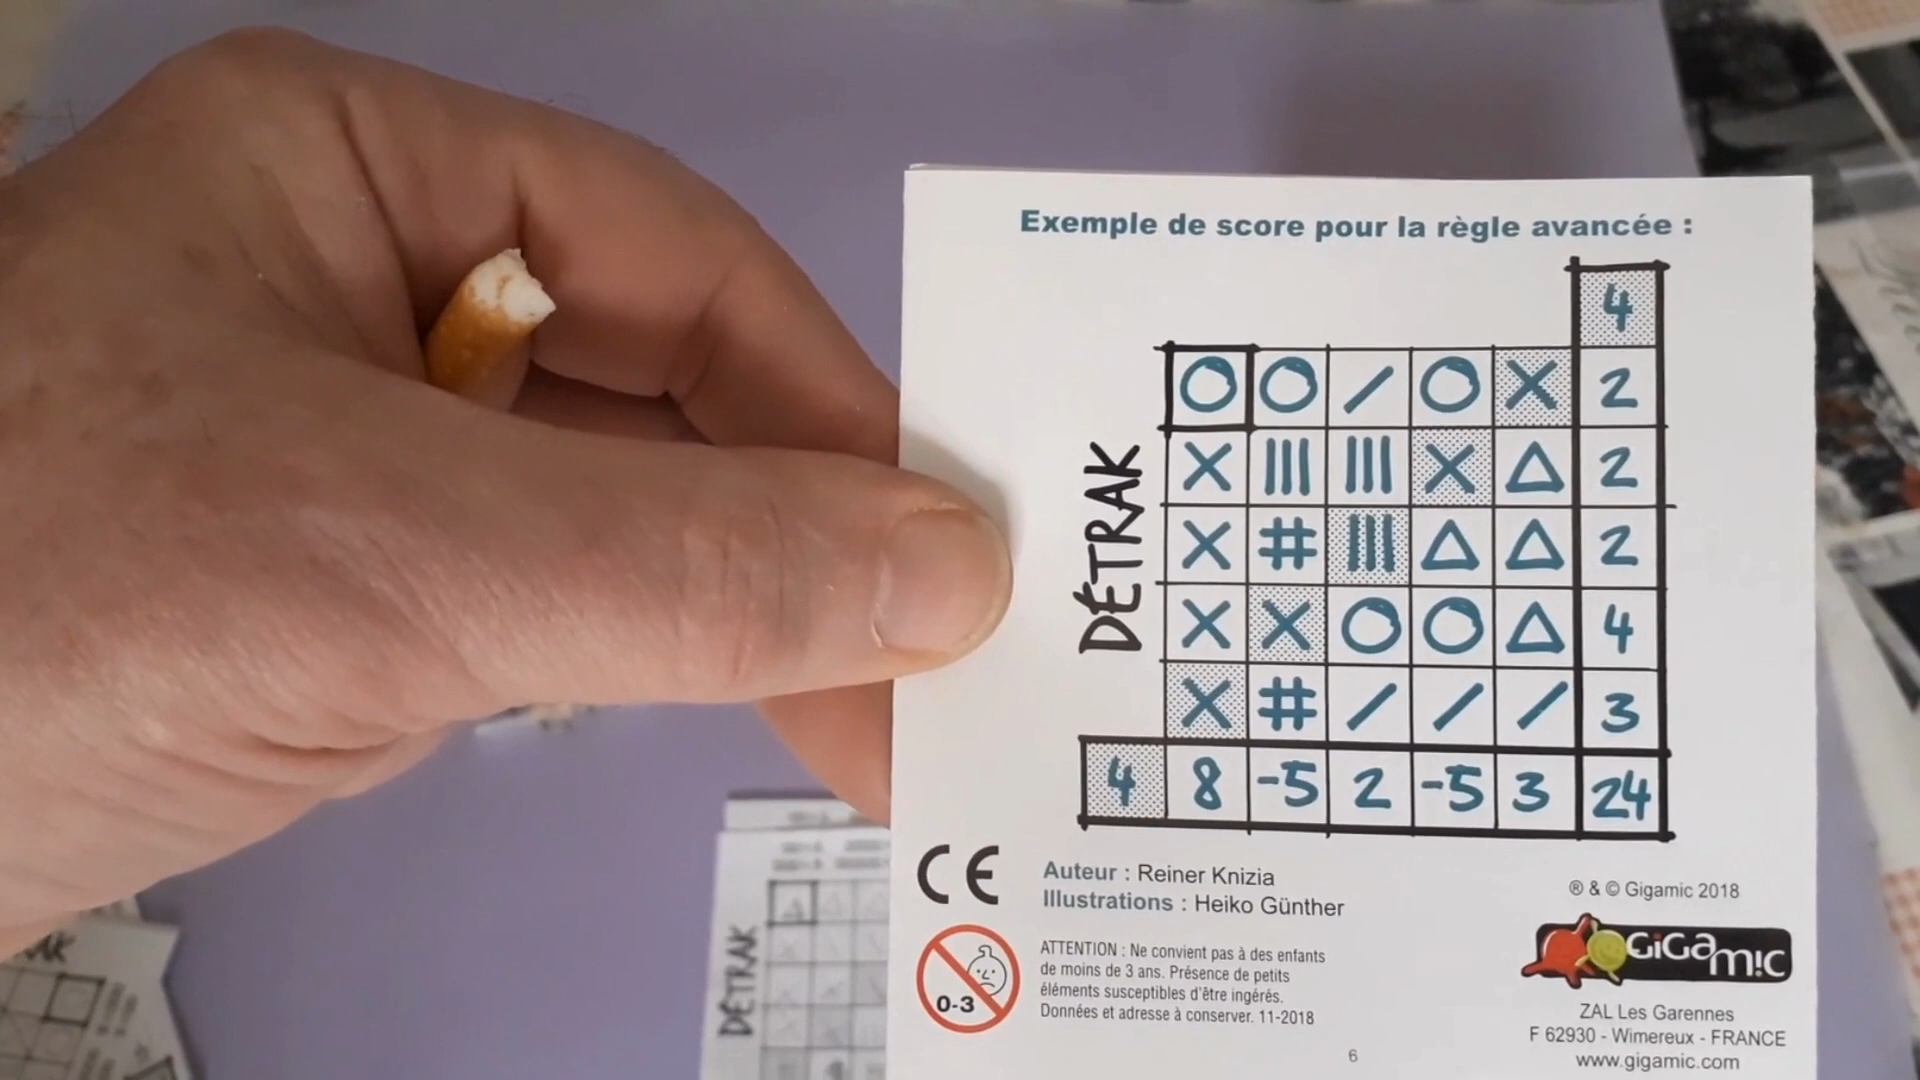 Exemple de score pour la règle avancée :
4
2
2
2
4
3
DÉTRAK
4 8 -5 2 -5 3 24
CE
Auteur : Reiner Knizia
Illustrations : Heiko Günther
® & © Gigamic 2018
GiGamic
0-3
ATTENTION : Ne convient pas à des enfants
de moins de 3 ans. Présence de petits
éléments susceptibles d'être ingérés.
Données et adresse à conserver. 11-2018
ZAL Les Garennes
F 62930 - Wimereux - FRANCE
www.gigamic.com
6
DÉTRAK